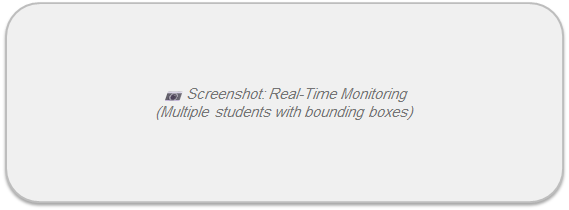 📷 Screenshot: Real-Time Monitoring
(Multiple students with bounding boxes)